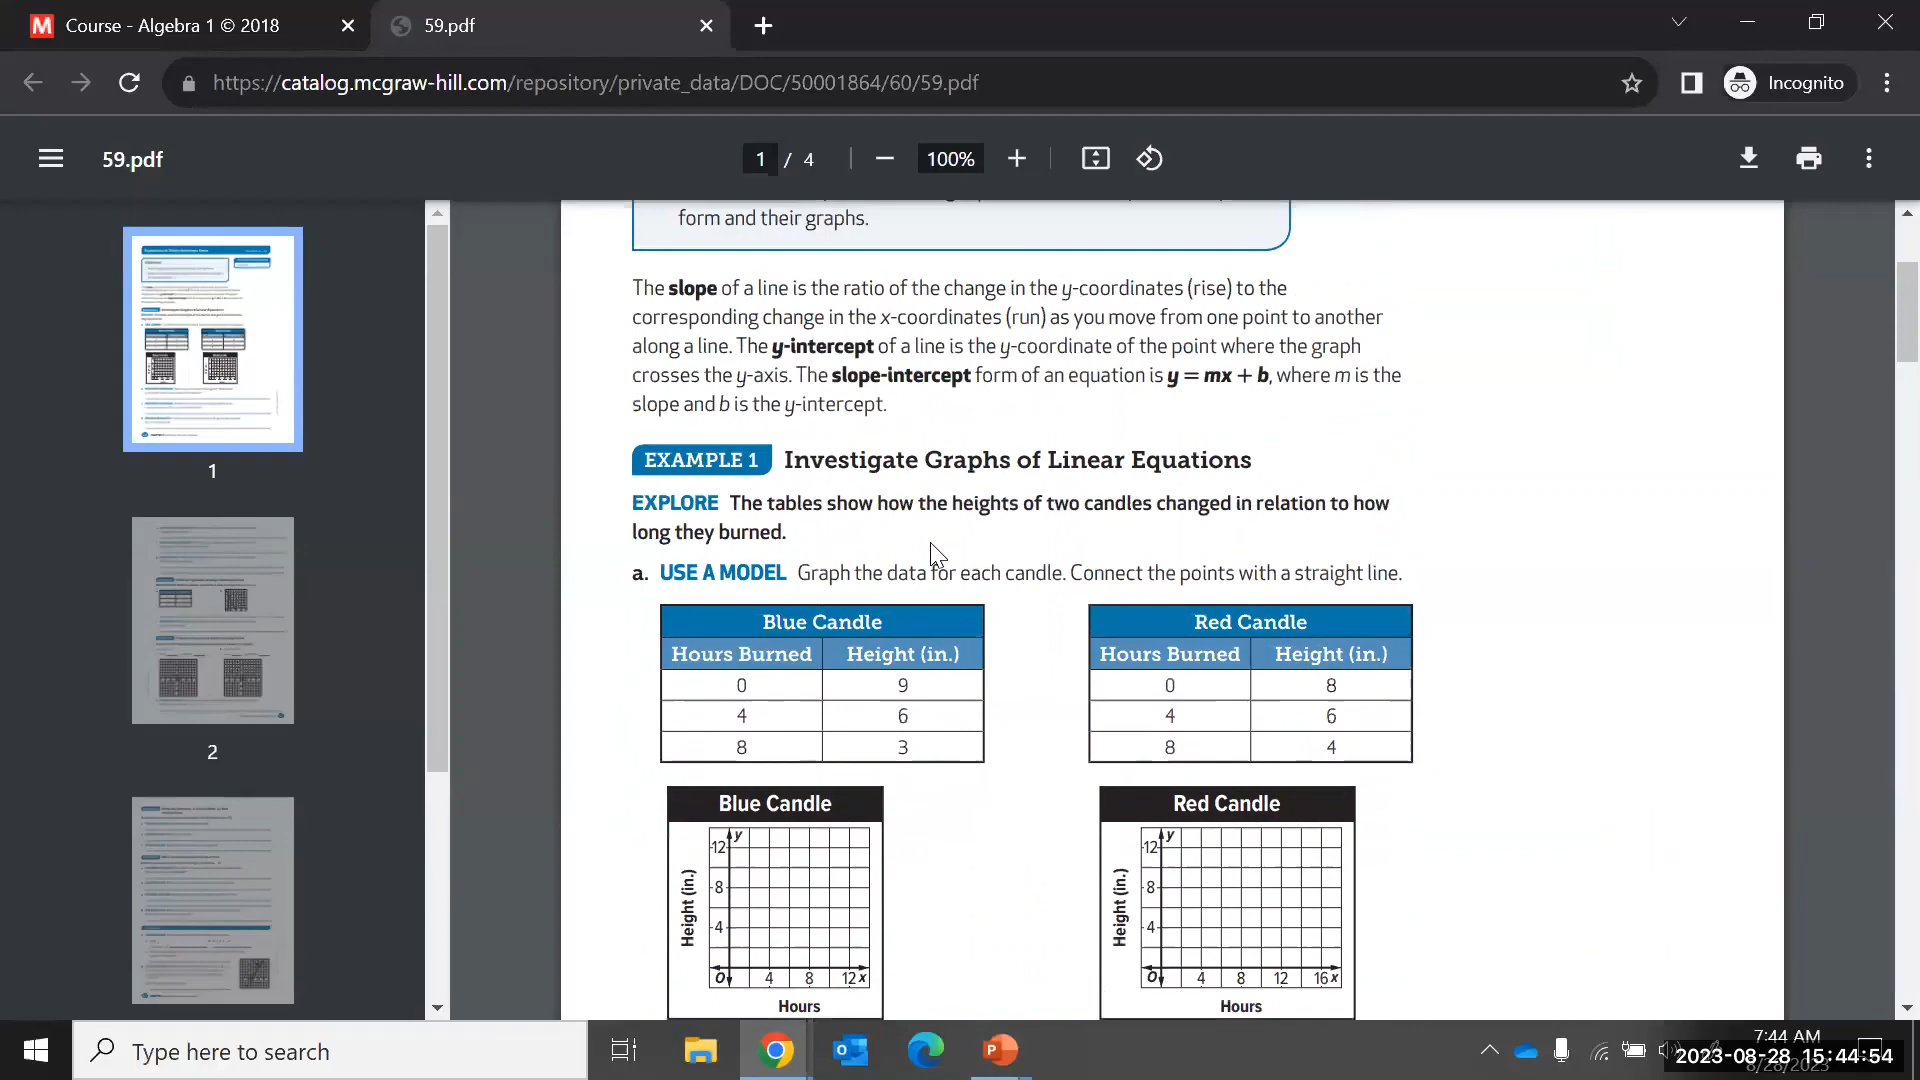 Course - Algebra 1 © 2018
59.pdf
https://catalog.mcgraw-hill.com/repository/private_data/DOC/50001864/60/59.pdf
Incognito
59.pdf
1 / 4
100%
1
2
form and their graphs.
The slope of a line is the ratio of the change in the y-coordinates (rise) to the
corresponding change in the x-coordinates (run) as you move from one point to another
along a line. The y-intercept of a line is the y-coordinate of the point where the graph
crosses the y-axis. The slope-intercept form of an equation is y = mx + b, where m is the
slope and b is the y-intercept.
EXAMPLE 1 Investigate Graphs of Linear Equations
EXPLORE The tables show how the heights of two candles changed in relation to how
long they burned.
a. USE A MODEL Graph the data for each candle. Connect the points with a straight line.
Blue Candle
Hours Burned Height (in.)
0 9
4 6
8 3
Red Candle
Hours Burned Height (in.)
0 8
4 6
8 4
Blue Candle
Height (in.)
y
12
8
4
O 4 8 12 x
Hours
Red Candle
Height (in.)
y
12
8
4
O 4 8 12 16 x
Hours
Type here to search
7:44 AM
8/28/2023
2023-08-28 15:44:54